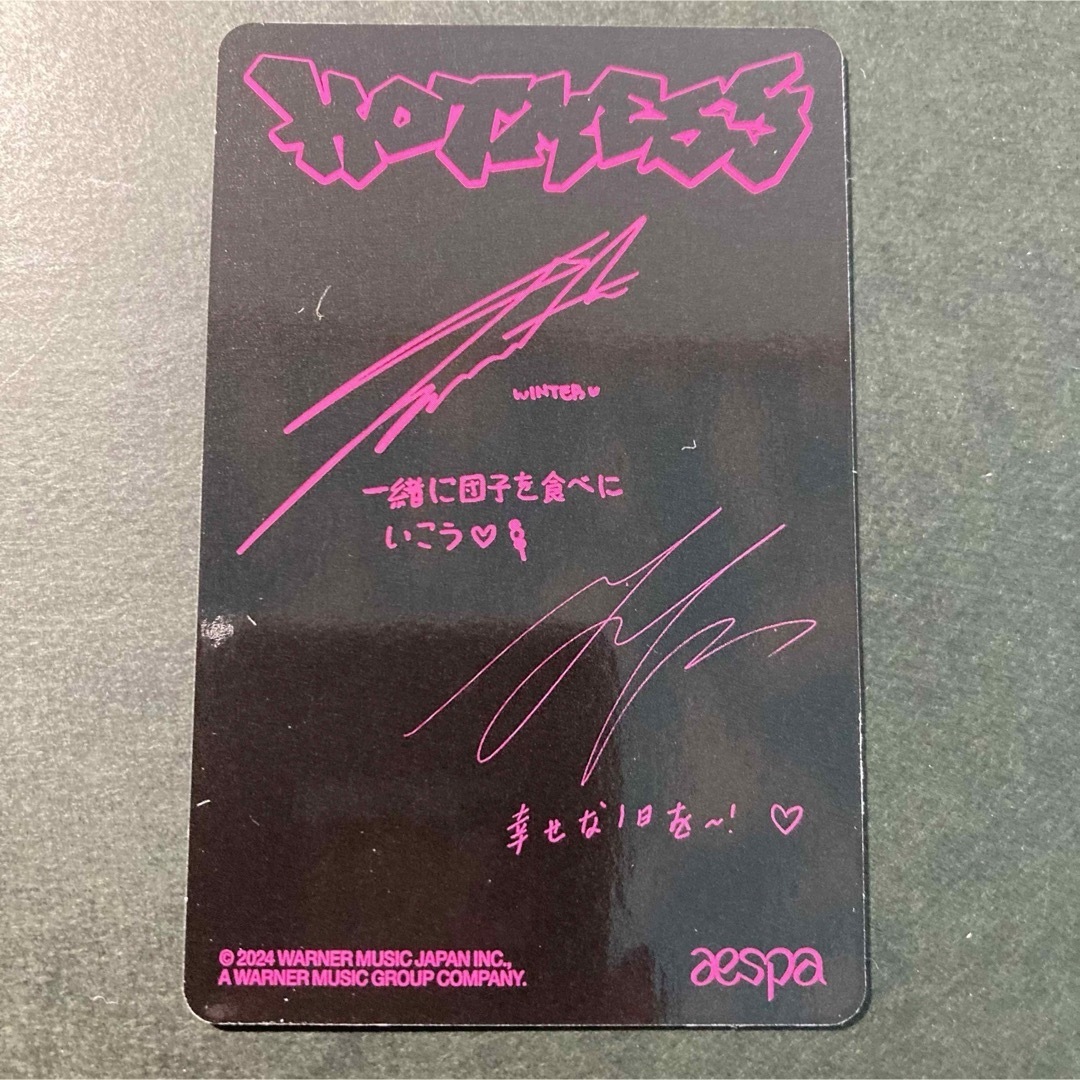 HOT MESS
WINTER
一緒に団子を食べに
いこう♡
幸せな1日を~! ♡
© 2024 WARNER MUSIC JAPAN INC.,
A WARNER MUSIC GROUP COMPANY.
aespa